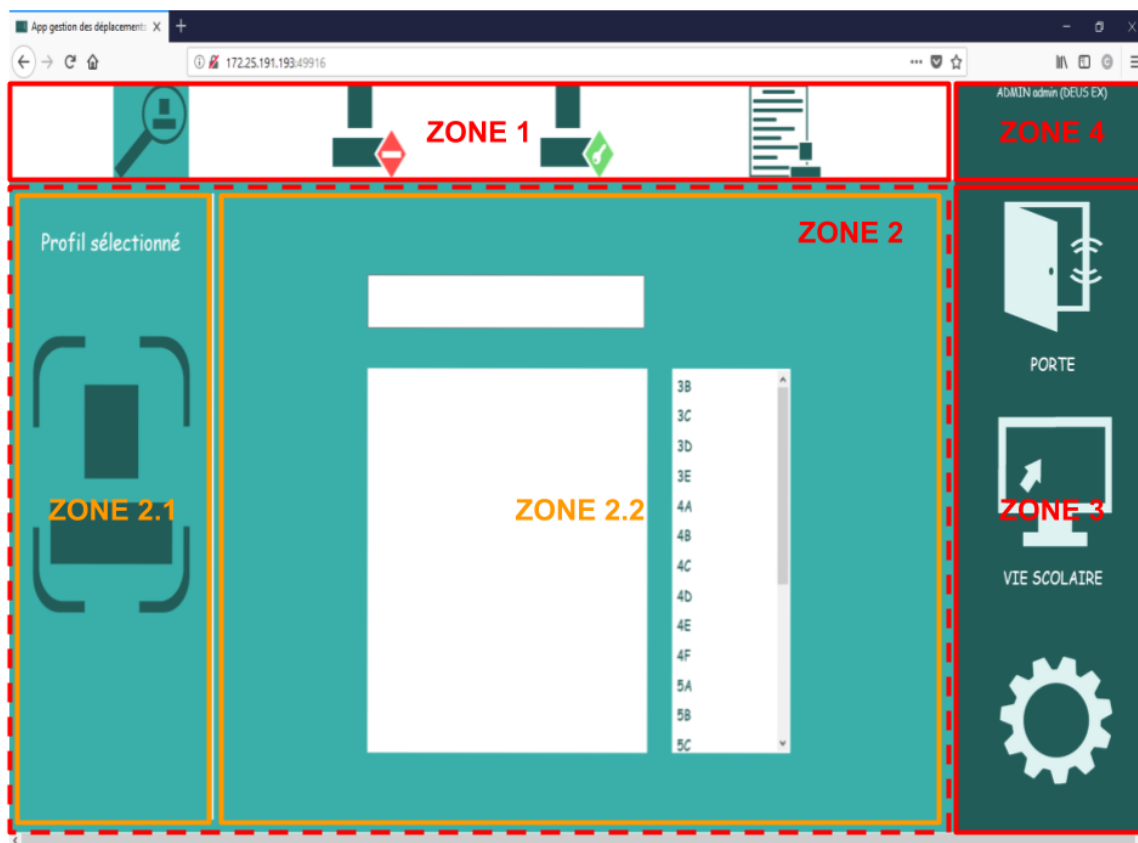 App gestion des déplacement:
172.25.191.193:49916
ZONE 1
ADMIN admin (DEUS EX)
ZONE 4
Profil sélectionné
ZONE 2
ZONE 2.1
ZONE 2.2
3B
3C
3D
3E
4A
4B
4C
4D
4E
4F
5A
5B
5C
PORTE
ZONE 3
VIE SCOLAIRE